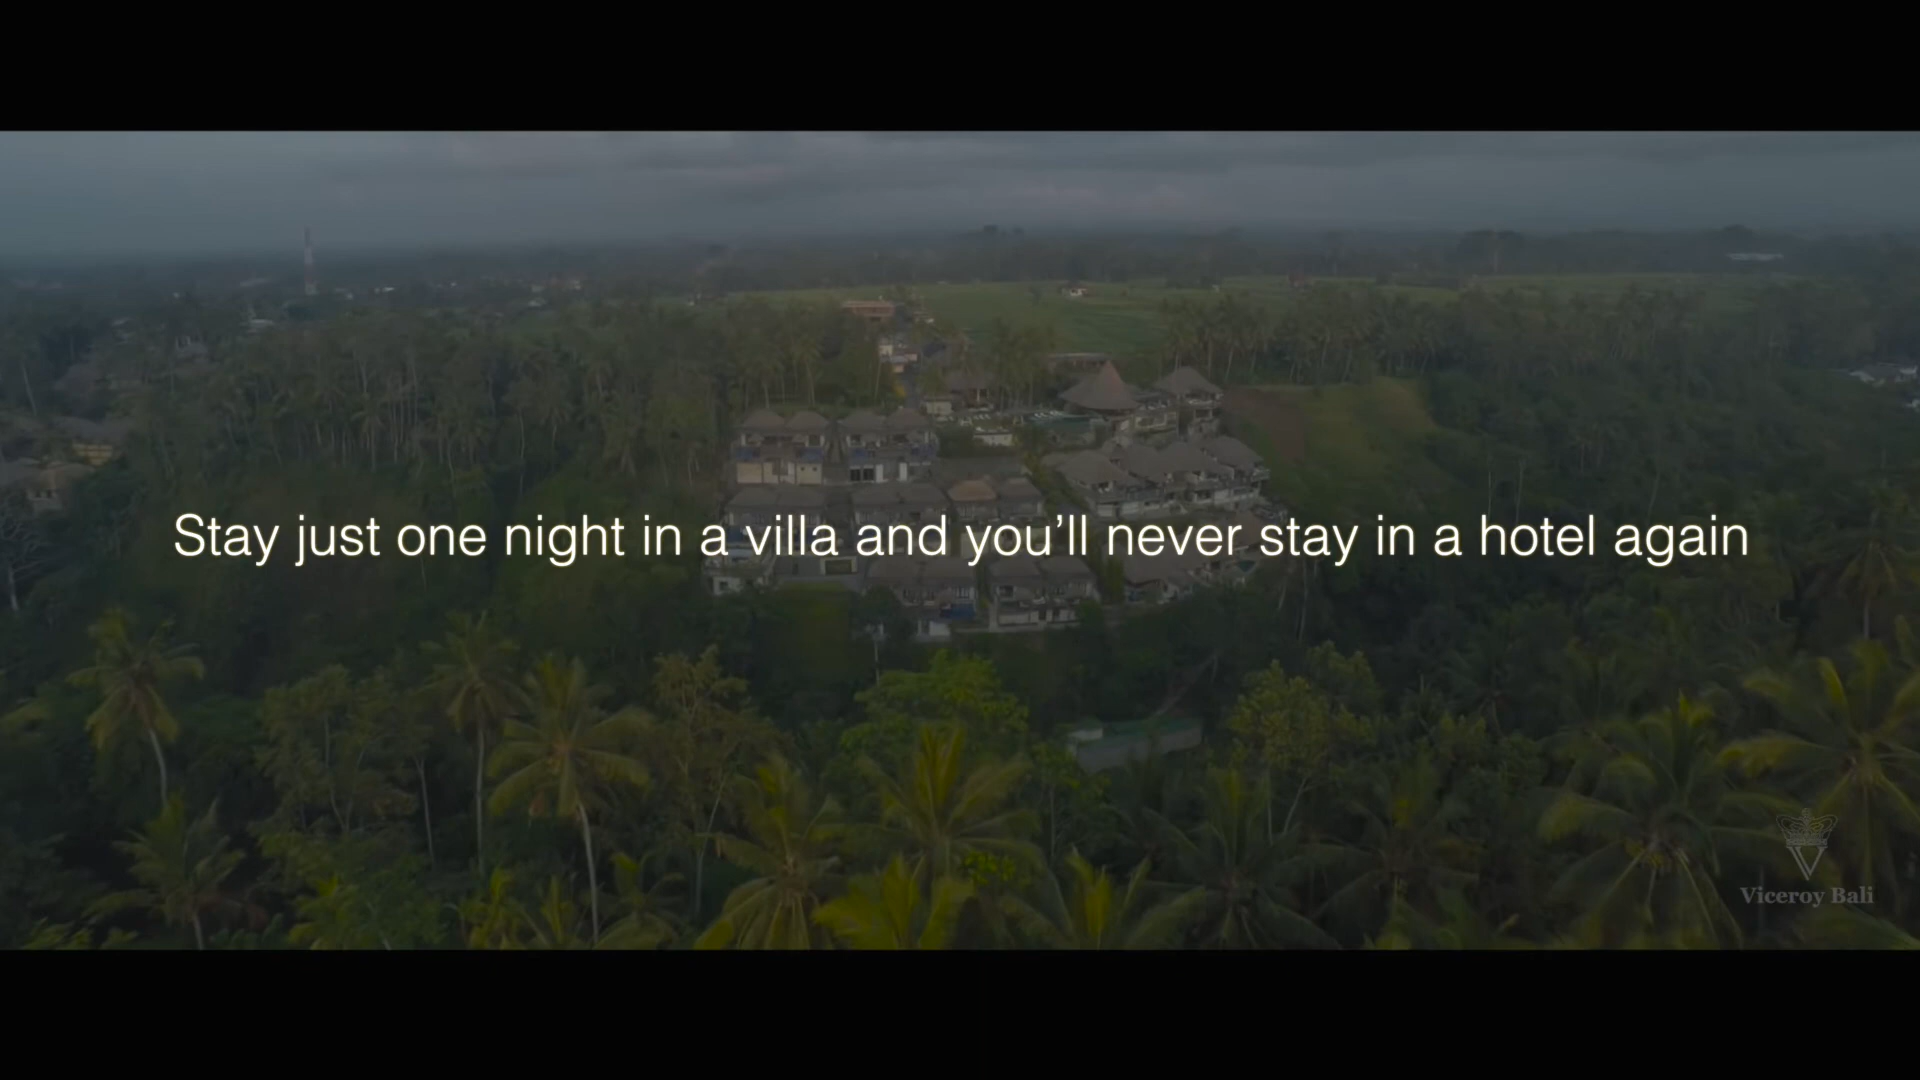 Stay just one night in a villa and you’ll never stay in a hotel again
Viceroy Bali